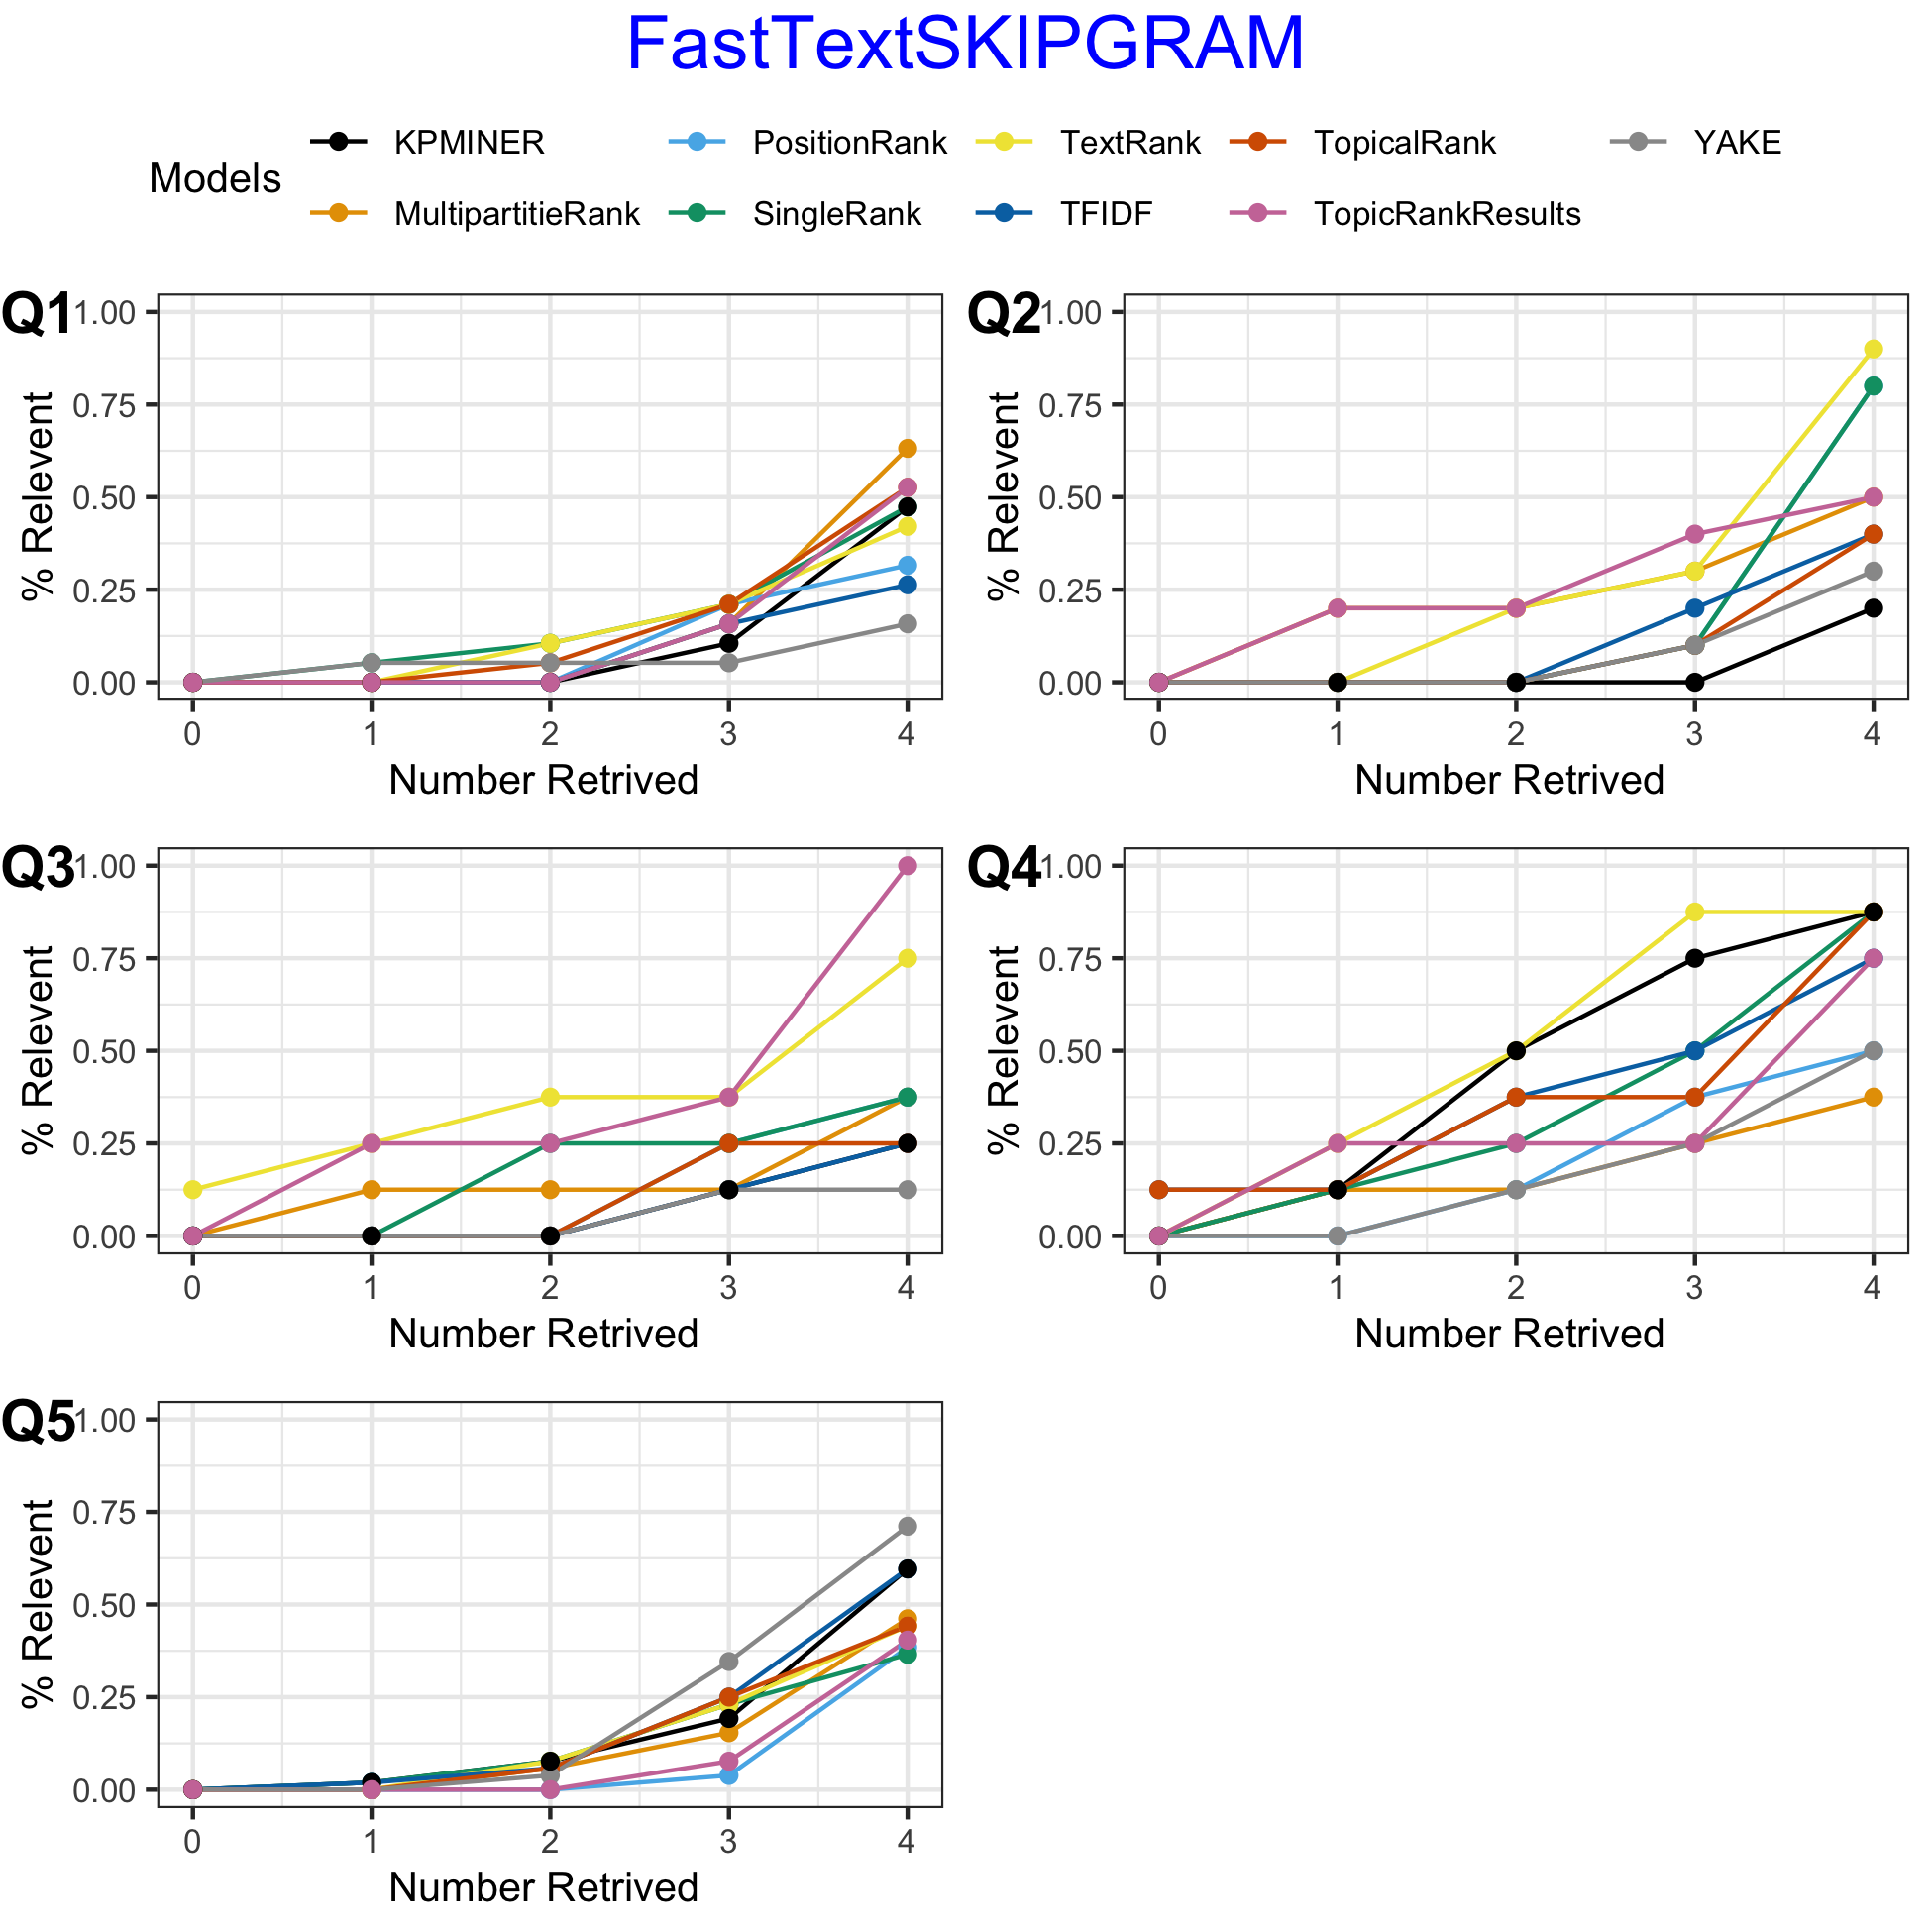 FastTextSKIPGRAM
Models
KPMINER PositionRank TextRank TopicalRank YAKE
MultipartitieRank SingleRank TFIDF TopicRankResults
Q1
% Relevent
1.00
0.75
0.50
0.25
0.00
0 1 2 3 4
Number Retrived
Q2
% Relevent
1.00
0.75
0.50
0.25
0.00
0 1 2 3 4
Number Retrived
Q3
% Relevent
1.00
0.75
0.50
0.25
0.00
0 1 2 3 4
Number Retrived
Q4
% Relevent
1.00
0.75
0.50
0.25
0.00
0 1 2 3 4
Number Retrived
Q5
% Relevent
1.00
0.75
0.50
0.25
0.00
0 1 2 3 4
Number Retrived